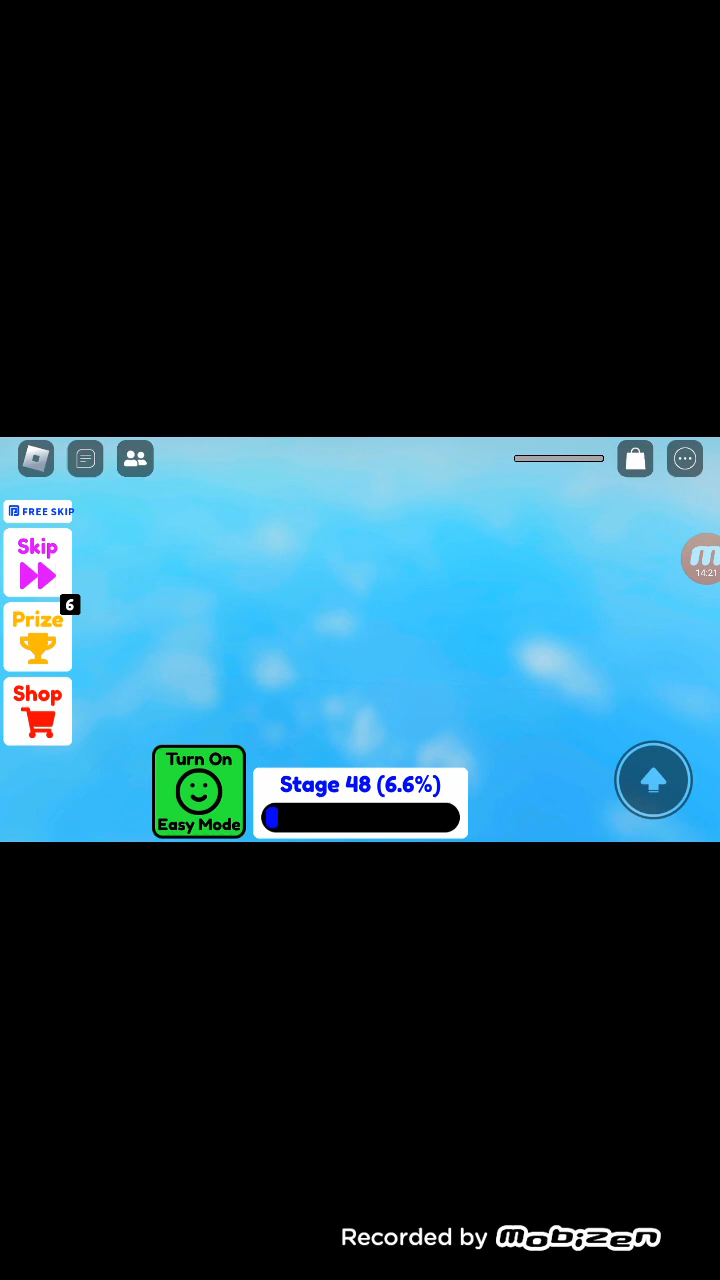 FREE SKIP
Skip
6
Prize
14:21
Shop
Turn On
Easy Mode
Stage 48 (6.6%)
Recorded by mobizen